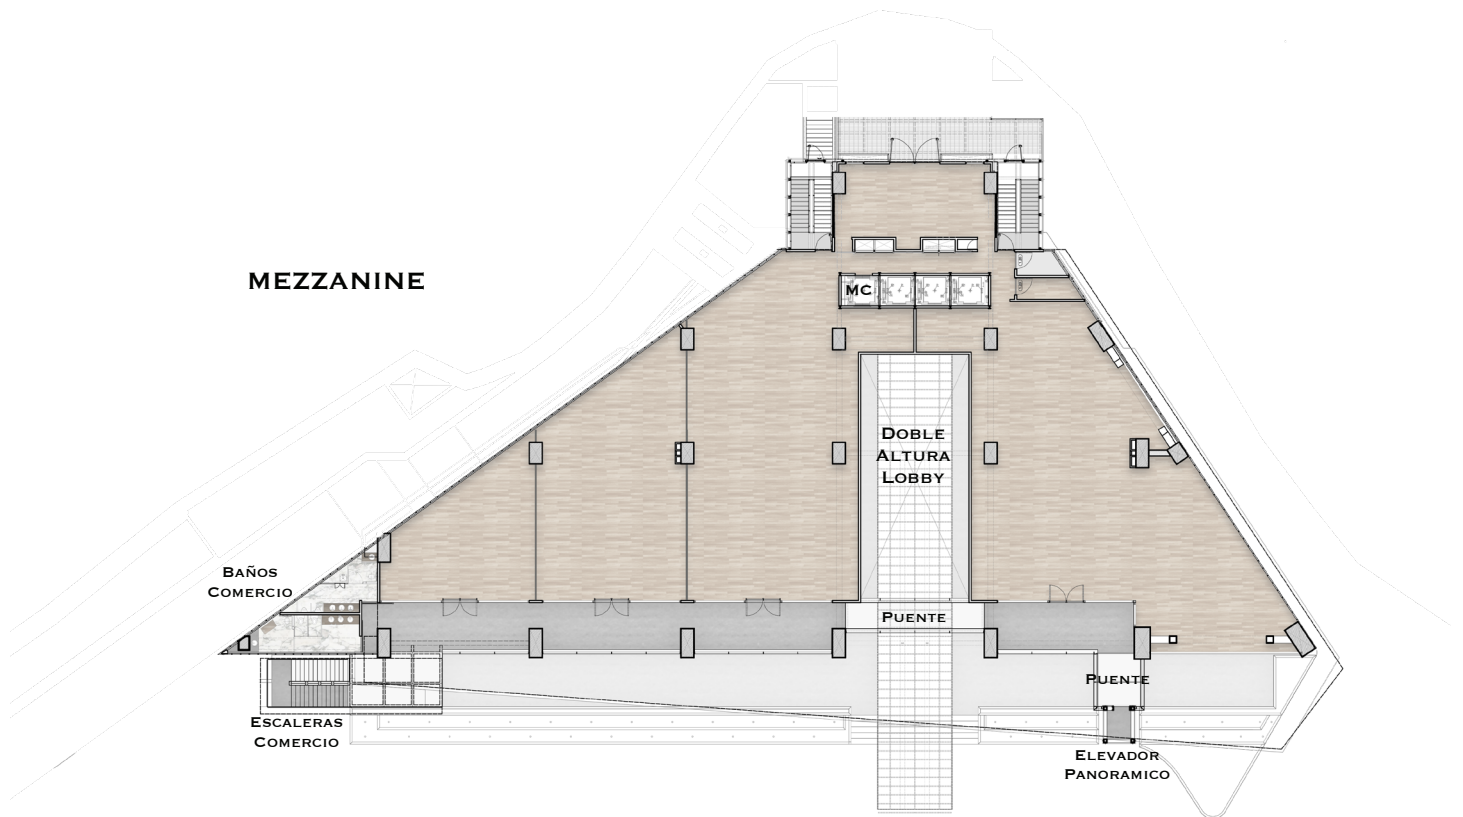 MEZZANINE
MC
DOBLE
ALTURA
LOBBY
BAÑOS
COMERCIO
PUENTE
PUENTE
ESCALERAS
COMERCIO
ELEVADOR
PANORAMICO